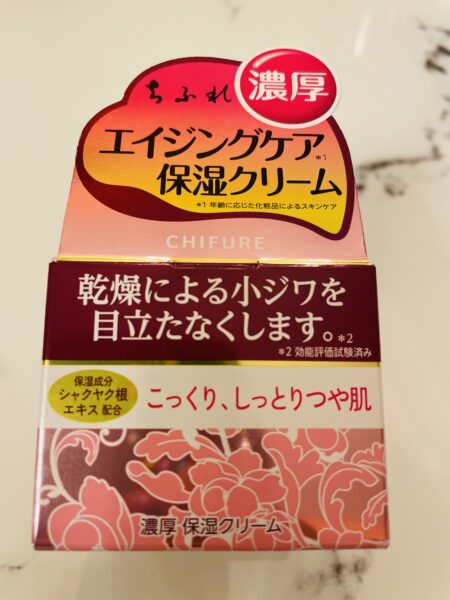 ちふれ
濃厚
エイジングケア*1
保湿クリーム
*1 年齢に応じた化粧品によるスキンケア
CHIFURE
乾燥による小ジワを
目立たなくします。*2
*2 効能評価試験済み
保湿成分
シャクヤク根
エキス 配合
こっくり、しっとりつや肌
濃厚 保湿クリーム